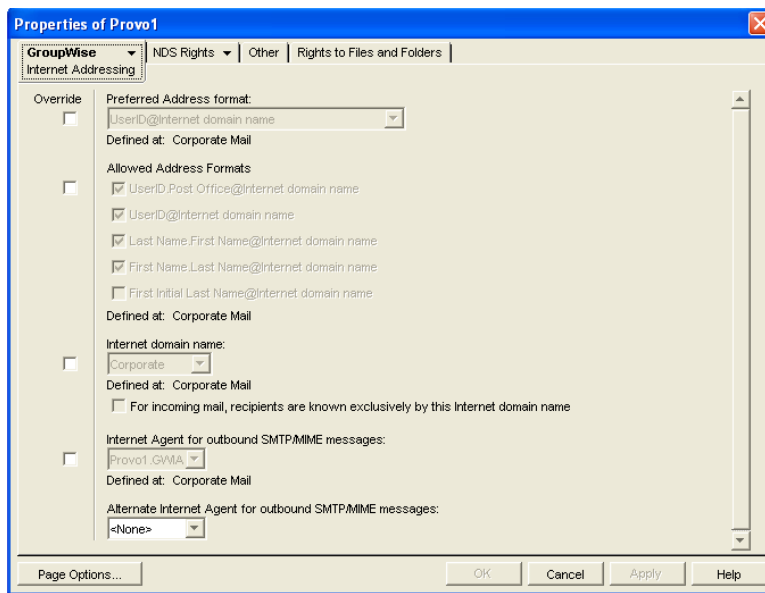 Properties of Provo1
GroupWise NDS Rights Other Rights to Files and Folders
Internet Addressing
Override Preferred Address format:
UserID@Internet domain name
Defined at: Corporate Mail
Allowed Address Formats
UserID.Post Office@Internet domain name
UserID@Internet domain name
Last Name.First Name@Internet domain name
First Name.Last Name@Internet domain name
First Initial Last Name@Internet domain name
Defined at: Corporate Mail
Internet domain name:
Corporate
Defined at: Corporate Mail
For incoming mail, recipients are known exclusively by this Internet domain name
Internet Agent for outbound SMTP/MIME messages:
Provo1.GWIA
Defined at: Corporate Mail
Alternate Internet Agent for outbound SMTP/MIME messages:
<None>
Page Options... OK Cancel Apply Help